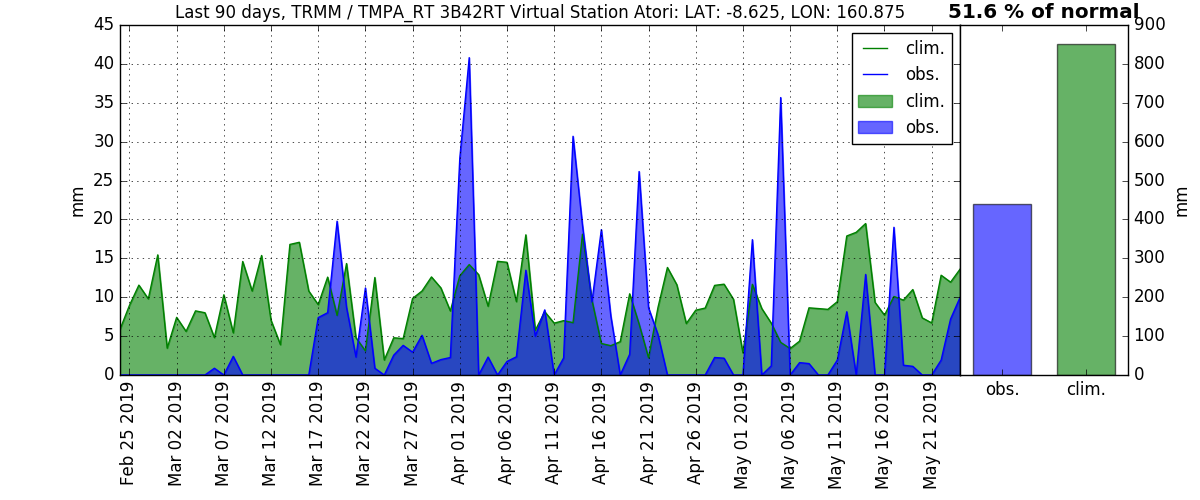 Last 90 days, TRMM / TMPA_RT 3B42RT Virtual Station Atori: LAT: -8.625, LON: 160.875
51.6 % of normal
45
40
35
30
25
20
15
10
5
0
mm
clim.
obs.
clim.
obs.
Feb 25 2019
Mar 02 2019
Mar 07 2019
Mar 12 2019
Mar 17 2019
Mar 22 2019
Mar 27 2019
Apr 01 2019
Apr 06 2019
Apr 11 2019
Apr 16 2019
Apr 21 2019
Apr 26 2019
May 01 2019
May 06 2019
May 11 2019
May 16 2019
May 21 2019
900
800
700
600
500
400
300
200
100
0
mm
obs.
clim.